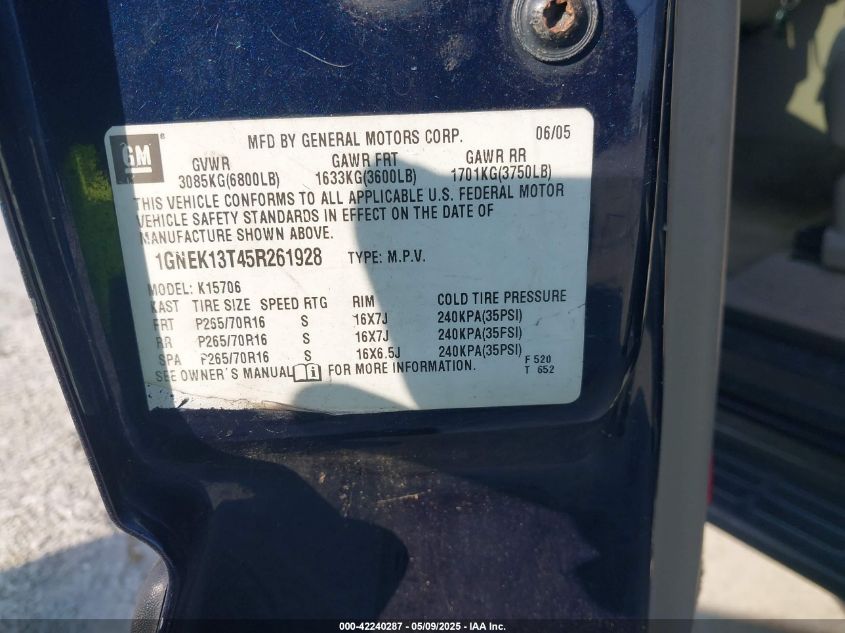 GM
MFD BY GENERAL MOTORS CORP. 06/05
GVWR GAWR FRT GAWR RR
3085KG(6800LB) 1633KG(3600LB) 1701KG(3750LB)
THIS VEHICLE CONFORMS TO ALL APPLICABLE U.S. FEDERAL MOTOR
VEHICLE SAFETY STANDARDS IN EFFECT ON THE DATE OF
MANUFACTURE SHOWN ABOVE.
1GNEK13T45R261928 TYPE: M.P.V.
MODEL: K15706
KAST TIRE SIZE SPEED RTG RIM COLD TIRE PRESSURE
FRT P265/70R16 S 16X7J 240KPA(35PSI)
RR P265/70R16 S 16X7J 240KPA(35FSI)
SPA P265/70R16 S 16X6.5J 240KPA(35PSI)
SEE OWNER'S MANUAL i FOR MORE INFORMATION. F 520
T 652
000-42240287 - 05/09/2025 - IAA Inc.